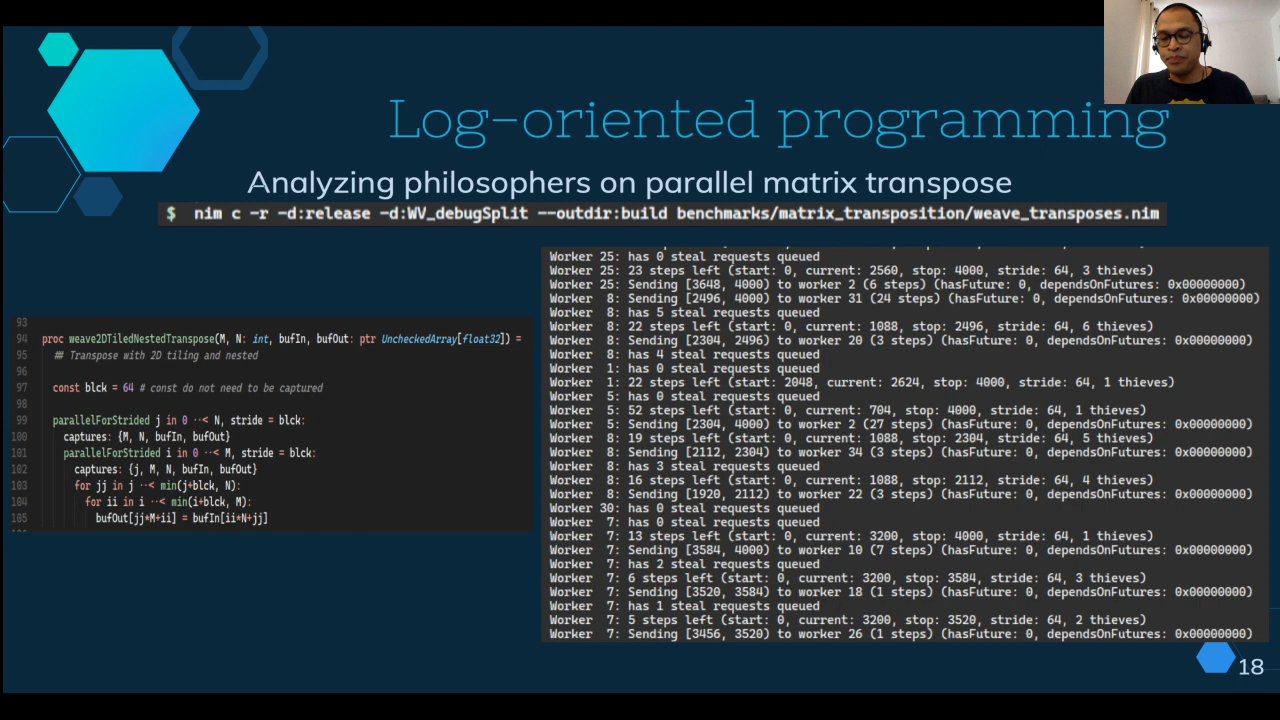 Log-oriented programming
Analyzing philosophers on parallel matrix transpose
$ nim c -r -d:release -d:WV_debugSplit --outdir:build benchmarks/matrix_transposition/weave_transposes.nim
93
94 proc weave2DTiledNestedTranspose(M, N: int, bufIn, bufOut: ptr UncheckedArray[float32]) =
95 ## Transpose with 2D tiling and nested
96
97 const blck = 64 # const do not need to be captured
98
99 parallelForStrided j in 0 ..< N, stride = blck:
100 captures: {M, N, bufIn, bufOut}
101 parallelForStrided i in 0 ..< M, stride = blck:
102 captures: {j, M, N, bufIn, bufOut}
103 for jj in j ..< min(j+blck, N):
104 for ii in i ..< min(i+blck, M):
105 bufOut[jj*M+ii] = bufIn[ii*N+jj]
Worker 25: has 0 steal requests queued
Worker 25: 23 steps left (start: 0, current: 2560, stop: 4000, stride: 64, 3 thieves)
Worker 25: Sending [3648, 4000) to worker 2 (6 steps) (hasFuture: 0, dependsOnFutures: 0x00000000)
Worker 8: Sending [2496, 4000) to worker 31 (24 steps) (hasFuture: 0, dependsOnFutures: 0x00000000)
Worker 8: has 5 steal requests queued
Worker 8: 22 steps left (start: 0, current: 1088, stop: 2496, stride: 64, 6 thieves)
Worker 8: Sending [2304, 2496) to worker 20 (3 steps) (hasFuture: 0, dependsOnFutures: 0x00000000)
Worker 8: has 4 steal requests queued
Worker 1: has 0 steal requests queued
Worker 1: 22 steps left (start: 2048, current: 2624, stop: 4000, stride: 64, 1 thieves)
Worker 5: has 0 steal requests queued
Worker 5: 52 steps left (start: 0, current: 704, stop: 4000, stride: 64, 1 thieves)
Worker 5: Sending [2304, 4000) to worker 2 (27 steps) (hasFuture: 0, dependsOnFutures: 0x00000000)
Worker 8: 19 steps left (start: 0, current: 1088, stop: 2304, stride: 64, 5 thieves)
Worker 8: Sending [2112, 2304) to worker 34 (3 steps) (hasFuture: 0, dependsOnFutures: 0x00000000)
Worker 8: has 3 steal requests queued
Worker 8: 16 steps left (start: 0, current: 1088, stop: 2112, stride: 64, 4 thieves)
Worker 8: Sending [1920, 2112) to worker 22 (3 steps) (hasFuture: 0, dependsOnFutures: 0x00000000)
Worker 30: has 0 steal requests queued
Worker 7: has 0 steal requests queued
Worker 7: 13 steps left (start: 0, current: 3200, stop: 4000, stride: 64, 1 thieves)
Worker 7: Sending [3584, 4000) to worker 10 (7 steps) (hasFuture: 0, dependsOnFutures: 0x00000000)
Worker 7: has 2 steal requests queued
Worker 7: 6 steps left (start: 0, current: 3200, stop: 3584, stride: 64, 3 thieves)
Worker 7: Sending [3520, 3584) to worker 18 (1 steps) (hasFuture: 0, dependsOnFutures: 0x00000000)
Worker 7: has 1 steal requests queued
Worker 7: 5 steps left (start: 0, current: 3200, stop: 3520, stride: 64, 2 thieves)
Worker 7: Sending [3456, 3520) to worker 26 (1 steps) (hasFuture: 0, dependsOnFutures: 0x00000000)
18